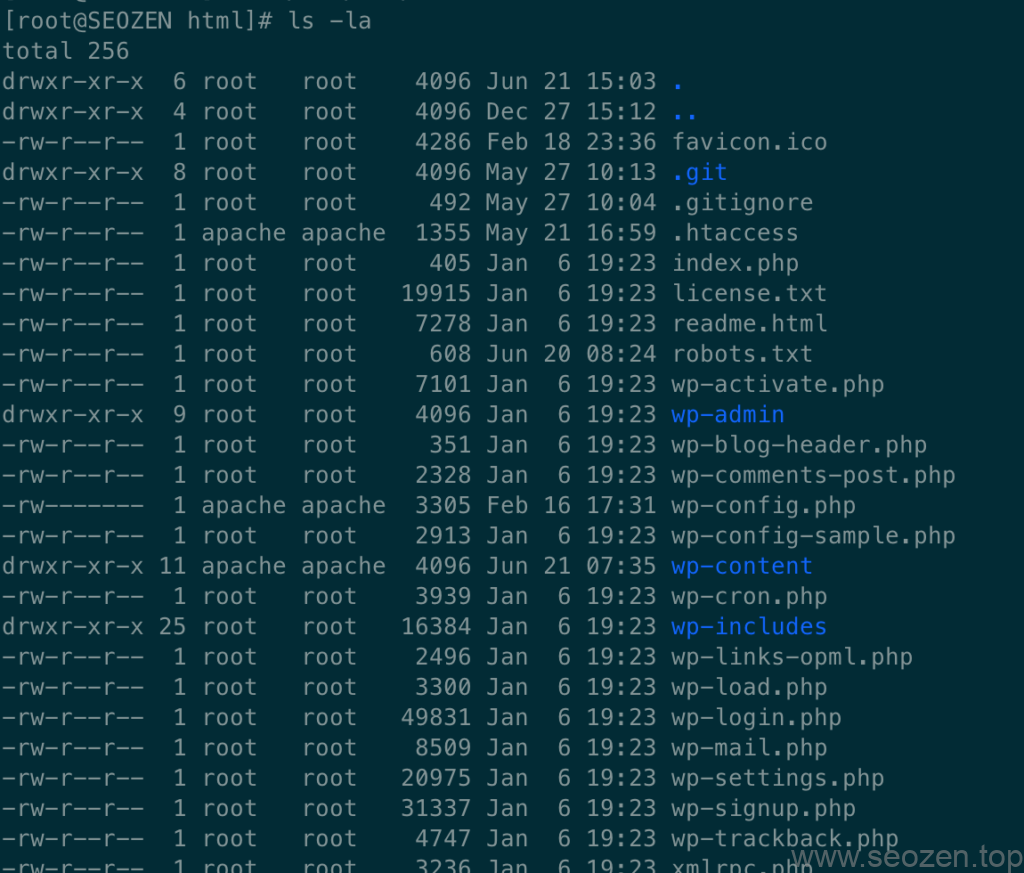 [root@SEOZEN html]# ls -la
total 256
drwxr-xr-x  6 root   root    4096 Jun 21 15:03 .
drwxr-xr-x  4 root   root    4096 Dec 27 15:12 ..
-rw-r--r--  1 root   root    4286 Feb 18 23:36 favicon.ico
drwxr-xr-x  8 root   root    4096 May 27 10:13 .git
-rw-r--r--  1 root   root     492 May 27 10:04 .gitignore
-rw-r--r--  1 apache apache  1355 May 21 16:59 .htaccess
-rw-r--r--  1 root   root     405 Jan  6 19:23 index.php
-rw-r--r--  1 root   root   19915 Jan  6 19:23 license.txt
-rw-r--r--  1 root   root    7278 Jan  6 19:23 readme.html
-rw-r--r--  1 root   root     608 Jun 20 08:24 robots.txt
-rw-r--r--  1 root   root    7101 Jan  6 19:23 wp-activate.php
drwxr-xr-x  9 root   root    4096 Jan  6 19:23 wp-admin
-rw-r--r--  1 root   root     351 Jan  6 19:23 wp-blog-header.php
-rw-r--r--  1 root   root    2328 Jan  6 19:23 wp-comments-post.php
-rw-------  1 apache apache  3305 Feb 16 17:31 wp-config.php
-rw-r--r--  1 root   root    2913 Jan  6 19:23 wp-config-sample.php
drwxr-xr-x 11 apache apache  4096 Jun 21 07:35 wp-content
-rw-r--r--  1 root   root    3939 Jan  6 19:23 wp-cron.php
drwxr-xr-x 25 root   root   16384 Jan  6 19:23 wp-includes
-rw-r--r--  1 root   root    2496 Jan  6 19:23 wp-links-opml.php
-rw-r--r--  1 root   root    3300 Jan  6 19:23 wp-load.php
-rw-r--r--  1 root   root   49831 Jan  6 19:23 wp-login.php
-rw-r--r--  1 root   root    8509 Jan  6 19:23 wp-mail.php
-rw-r--r--  1 root   root   20975 Jan  6 19:23 wp-settings.php
-rw-r--r--  1 root   root   31337 Jan  6 19:23 wp-signup.php
-rw-r--r--  1 root   root    4747 Jan  6 19:23 wp-trackback.php
-rw-r--r--  1 root   root    3236 Jan  6 19:23 xmlrpc.php
www.seozen.top